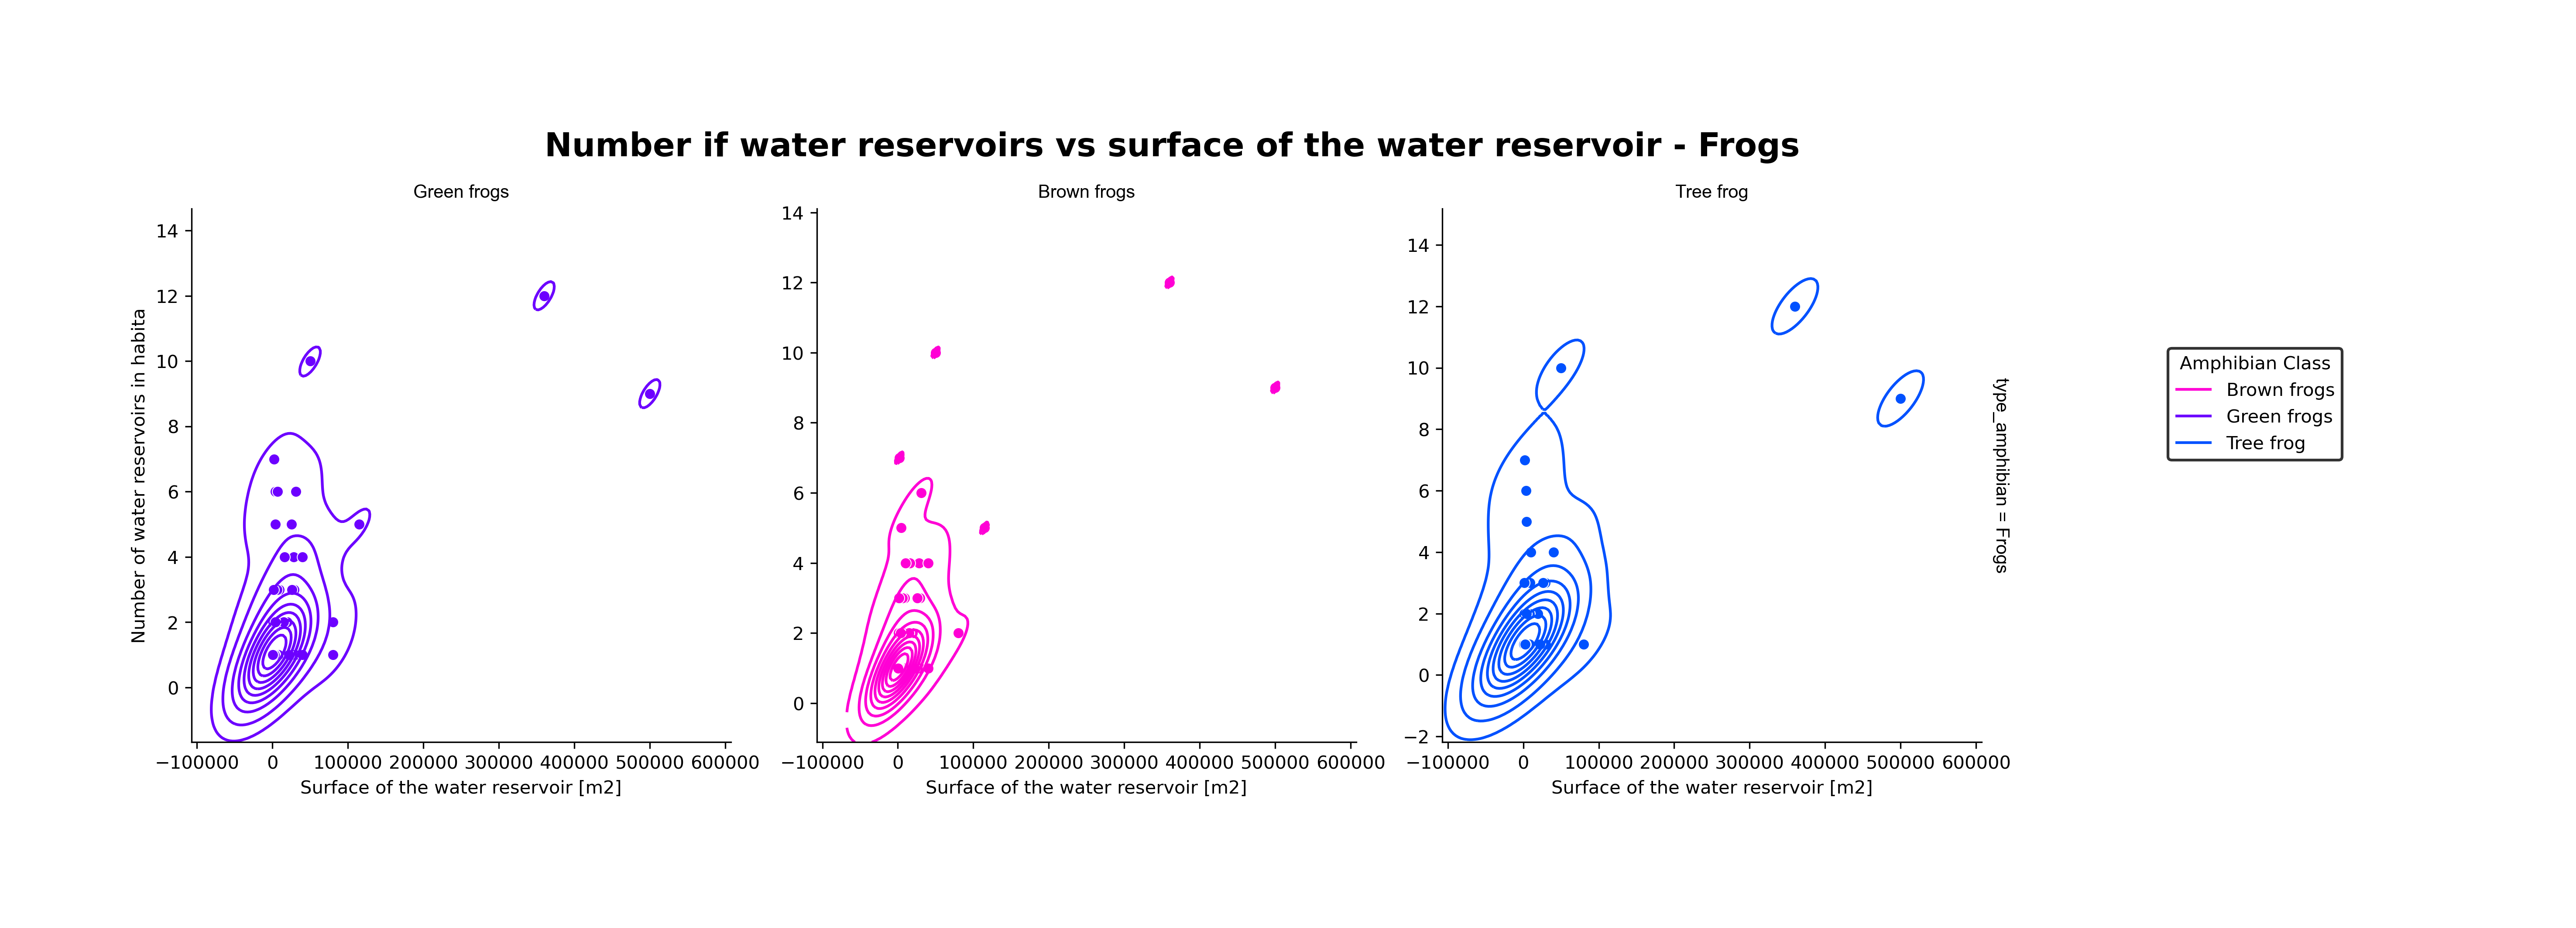 Number if water reservoirs vs surface of the water reservoir - Frogs
Green frogs
Number of water reservoirs in habita
14
12
10
8
6
4
2
0
−100000 0 100000 200000 300000 400000 500000 600000
Surface of the water reservoir [m2]
Brown frogs
14
12
10
8
6
4
2
0
−100000 0 100000 200000 300000 400000 500000 600000
Surface of the water reservoir [m2]
Tree frog
14
12
10
8
6
4
2
0
−2
−100000 0 100000 200000 300000 400000 500000 600000
Surface of the water reservoir [m2]
type_amphibian = Frogs
Amphibian Class
Brown frogs
Green frogs
Tree frog